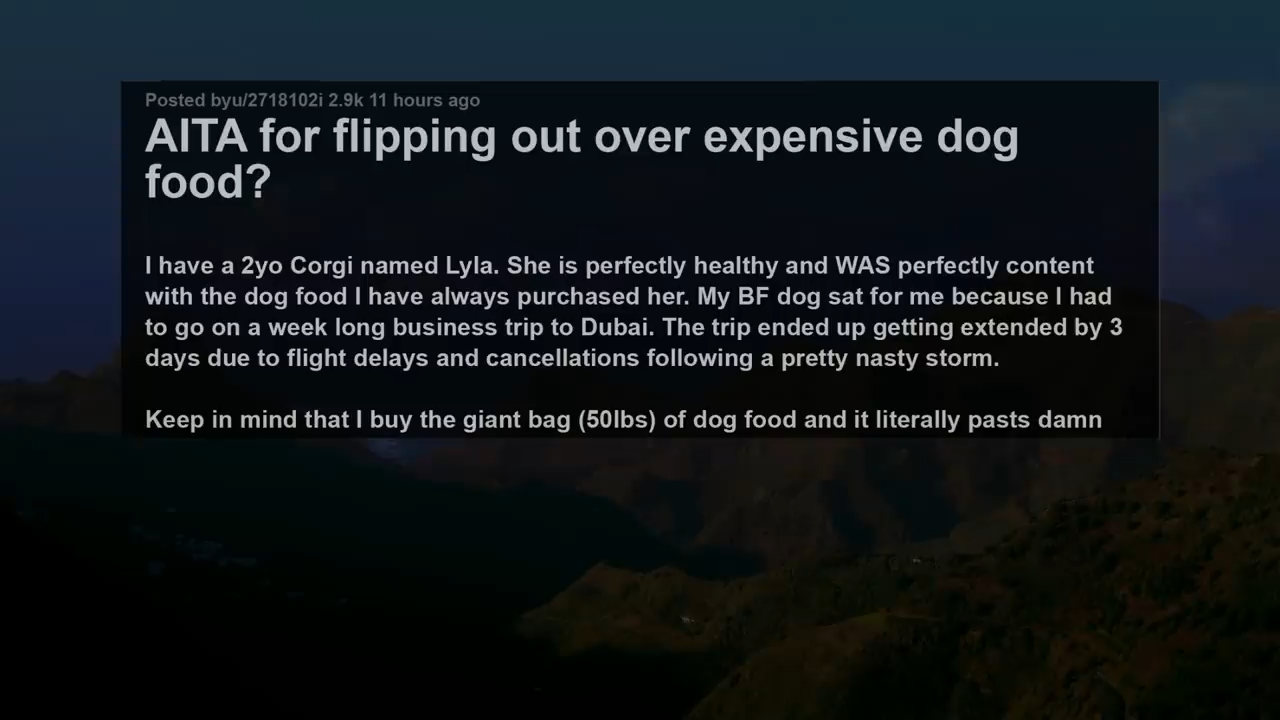 Posted byu/2718102i 2.9k 11 hours ago
AITA for flipping out over expensive dog
food?
I have a 2yo Corgi named Lyla. She is perfectly healthy and WAS perfectly content
with the dog food I have always purchased her. My BF dog sat for me because I had
to go on a week long business trip to Dubai. The trip ended up getting extended by 3
days due to flight delays and cancellations following a pretty nasty storm.
Keep in mind that I buy the giant bag (50lbs) of dog food and it literally pasts damn